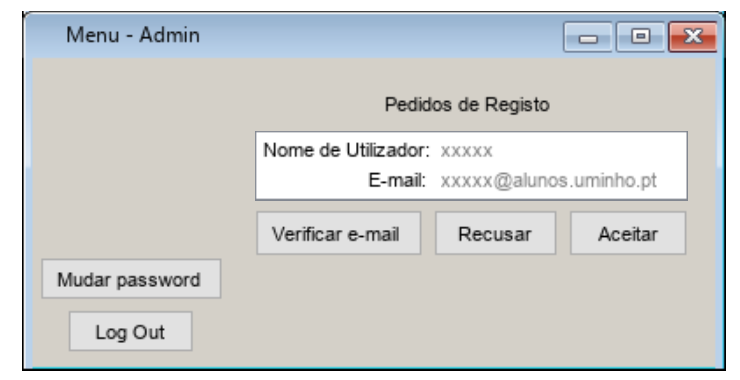 Menu - Admin
Pedidos de Registo
Nome de Utilizador: xxxxx
E-mail: xxxxx@alunos.uminho.pt
Verificar e-mail Recusar Aceitar
Mudar password
Log Out